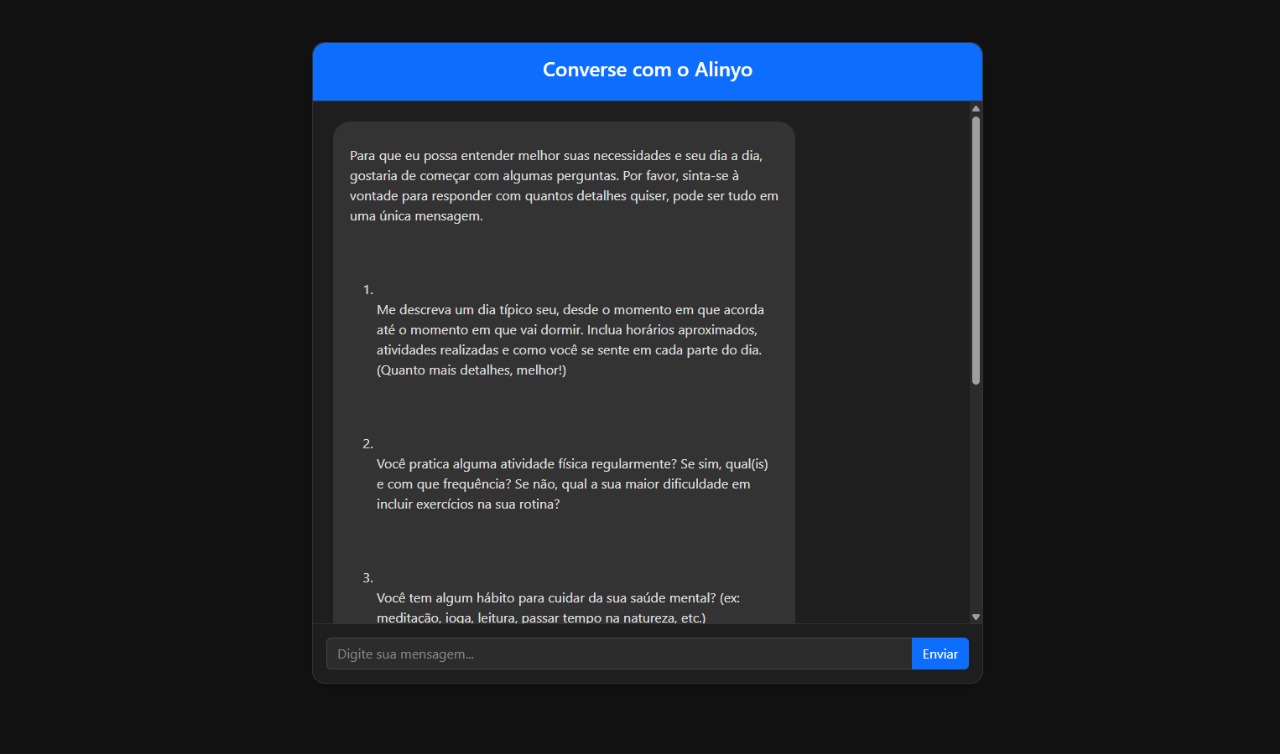 Converse com o Alinyo
Para que eu possa entender melhor suas necessidades e seu dia a dia,
gostaria de começar com algumas perguntas. Por favor, sinta-se à
vontade para responder com quantos detalhes quiser, pode ser tudo em
uma única mensagem.
1.
Me descreva um dia típico seu, desde o momento em que acorda
até o momento em que vai dormir. Inclua horários aproximados,
atividades realizadas e como você se sente em cada parte do dia.
(Quanto mais detalhes, melhor!)
2.
Você pratica alguma atividade física regularmente? Se sim, qual(is)
e com que frequência? Se não, qual a sua maior dificuldade em
incluir exercícios na sua rotina?
3.
Você tem algum hábito para cuidar da sua saúde mental? (ex:
meditação, ioga, leitura, passar tempo na natureza, etc.)
Digite sua mensagem...
Enviar